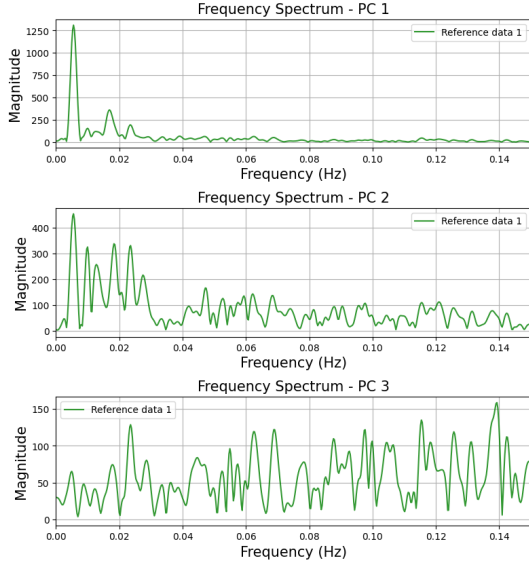 Frequency Spectrum - PC 1
Magnitude
1250
1000
750
500
250
0
Reference data 1
0.00 0.02 0.04 0.06 0.08 0.10 0.12 0.14
Frequency (Hz)
Frequency Spectrum - PC 2
Magnitude
400
300
200
100
0
Reference data 1
0.00 0.02 0.04 0.06 0.08 0.10 0.12 0.14
Frequency (Hz)
Frequency Spectrum - PC 3
Magnitude
150
100
50
0
Reference data 1
0.00 0.02 0.04 0.06 0.08 0.10 0.12 0.14
Frequency (Hz)